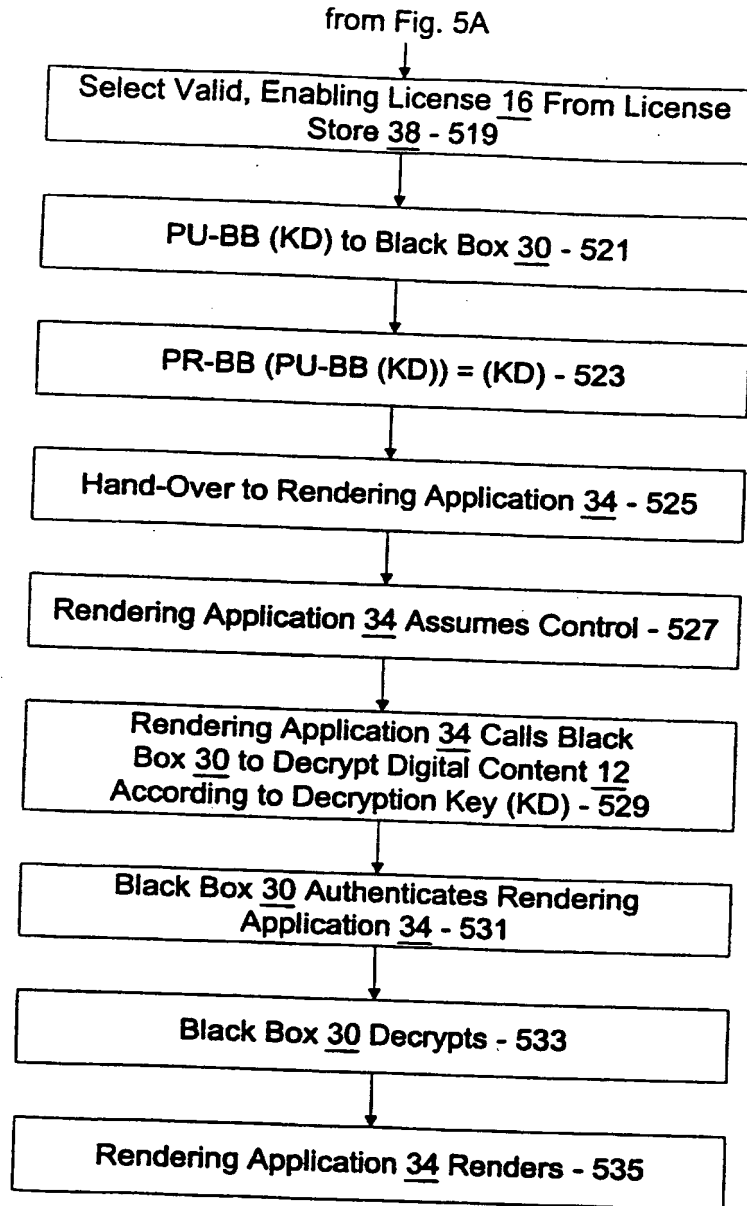 from Fig. 5A
Select Valid, Enabling License 16 From License
Store 38 - 519
PU-BB (KD) to Black Box 30 - 521
PR-BB (PU-BB (KD)) = (KD) - 523
Hand-Over to Rendering Application 34 - 525
Rendering Application 34 Assumes Control - 527
Rendering Application 34 Calls Black
Box 30 to Decrypt Digital Content 12
According to Decryption Key (KD) - 529
Black Box 30 Authenticates Rendering
Application 34 - 531
Black Box 30 Decrypts - 533
Rendering Application 34 Renders - 535